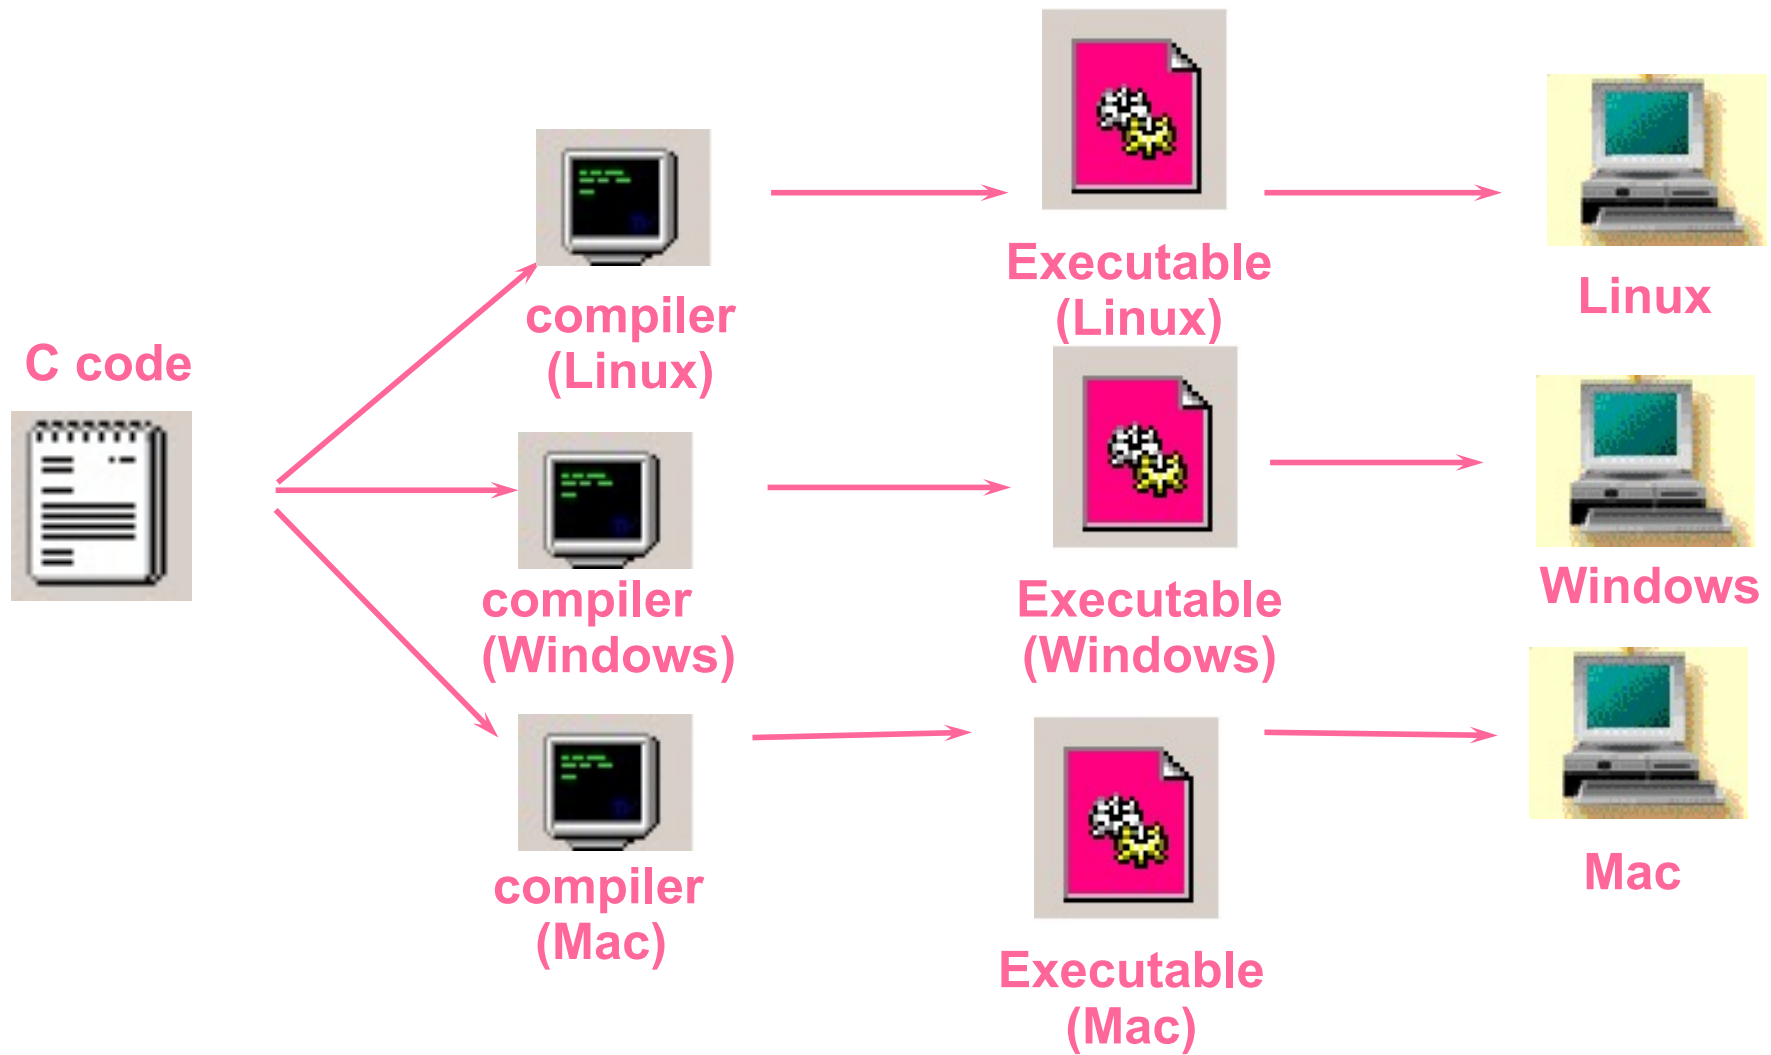 C code
compiler
(Linux)
Executable
(Linux)
Linux
compiler
(Windows)
Executable
(Windows)
Windows
compiler
(Mac)
Executable
(Mac)
Mac